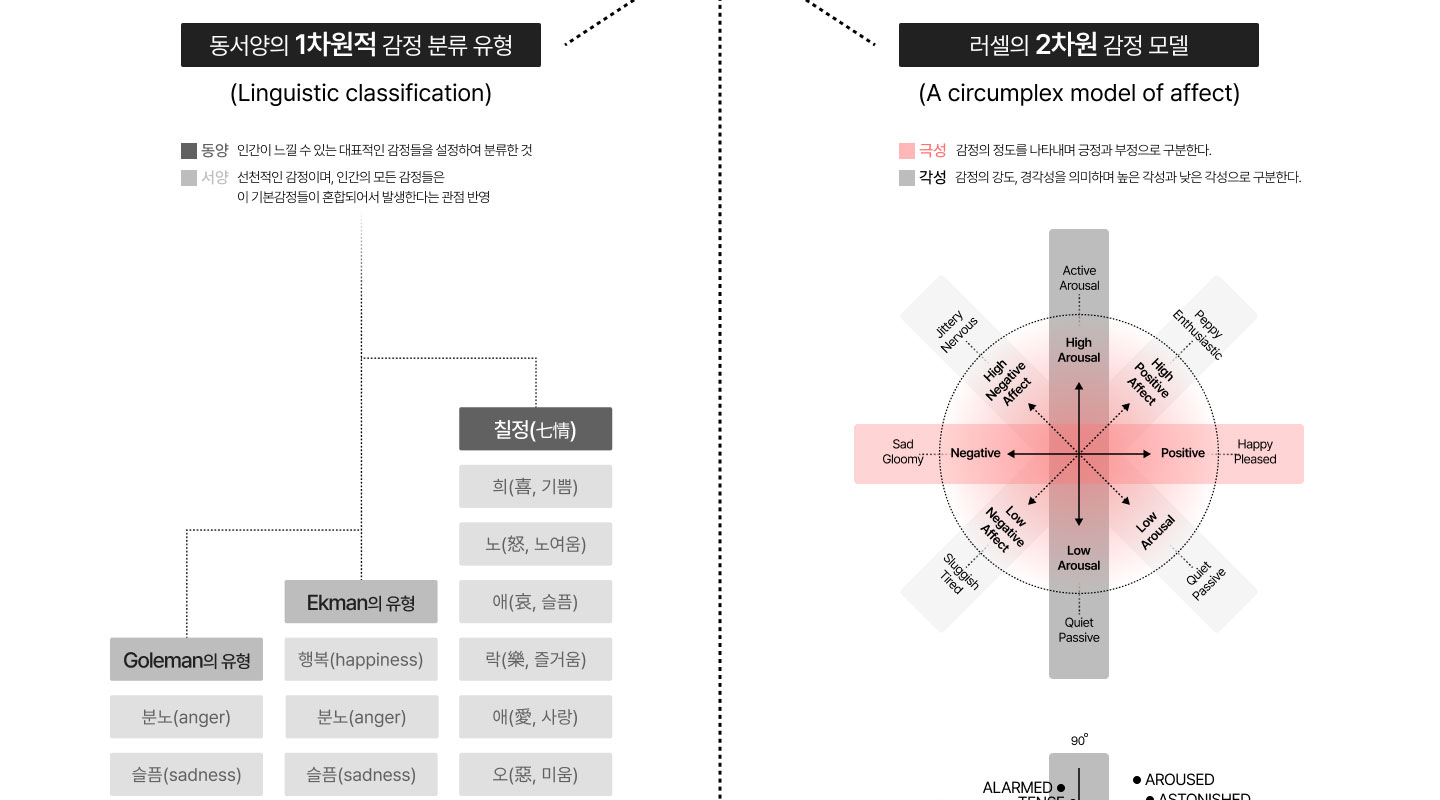 동서양의 1차원적 감정 분류 유형
(Linguistic classification)
동양 인간이 느낄 수 있는 대표적인 감정들을 설정하여 분류한 것
서양 선천적인 감정이며, 인간의 모든 감정들은
이 기본감정들이 혼합되어서 발생한다는 관점 반영
칠정(七情)
희(喜, 기쁨)
노(怒, 노여움)
애(哀, 슬픔)
락(樂, 즐거움)
애(愛, 사랑)
오(惡, 미움)
Ekman의 유형
행복(happiness)
분노(anger)
슬픔(sadness)
Goleman의 유형
분노(anger)
슬픔(sadness)
러셀의 2차원 감정 모델
(A circumplex model of affect)
극성 감정의 정도를 나타내며 긍정과 부정으로 구분한다.
각성 감정의 강도, 경각성을 의미하며 높은 각성과 낮은 각성으로 구분한다.
Active
Arousal
High
Arousal
Jittery
Nervous
High
Negative
Affect
Peppy
Enthusiastic
High
Positive
Affect
Sad
Gloomy
Negative
Positive
Happy
Pleased
Low
Negative
Affect
Sluggish
Tired
Low
Arousal
Quiet
Passive
Low
Arousal
Quiet
Passive
90°
ALARMED
AROUSED
TENSE
ASTONISHED